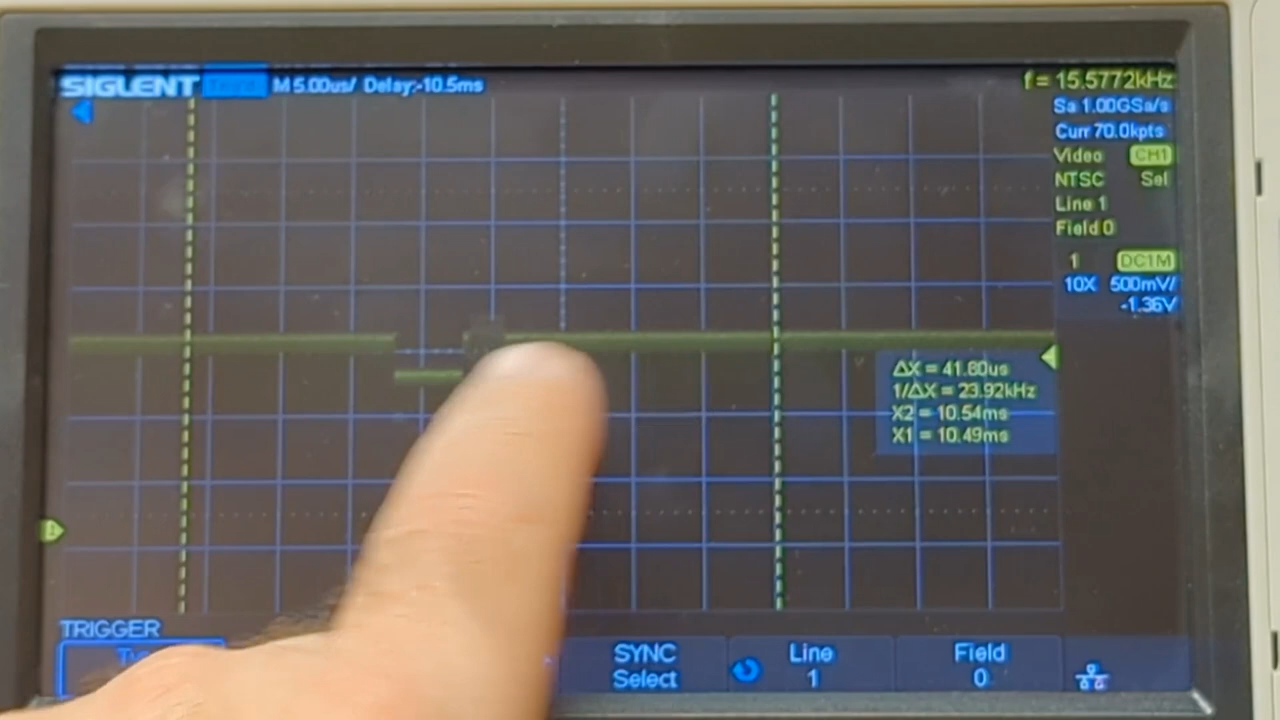 SIGLENT M 5.00us/ Delay:-10.5ms
f = 15.5772kHz
Sa 1.00GSa/s
Curr 70.0kpts
Video CH1
NTSC Sel
Line 1
Field 0
1 DC1M
10X 500mV/
-1.36V
ΔX = 41.80us
1/ΔX = 23.92kHz
X2 = 10.54ms
X1 = 10.49ms
TRIGGER
SYNC Line Field
Select 1 0